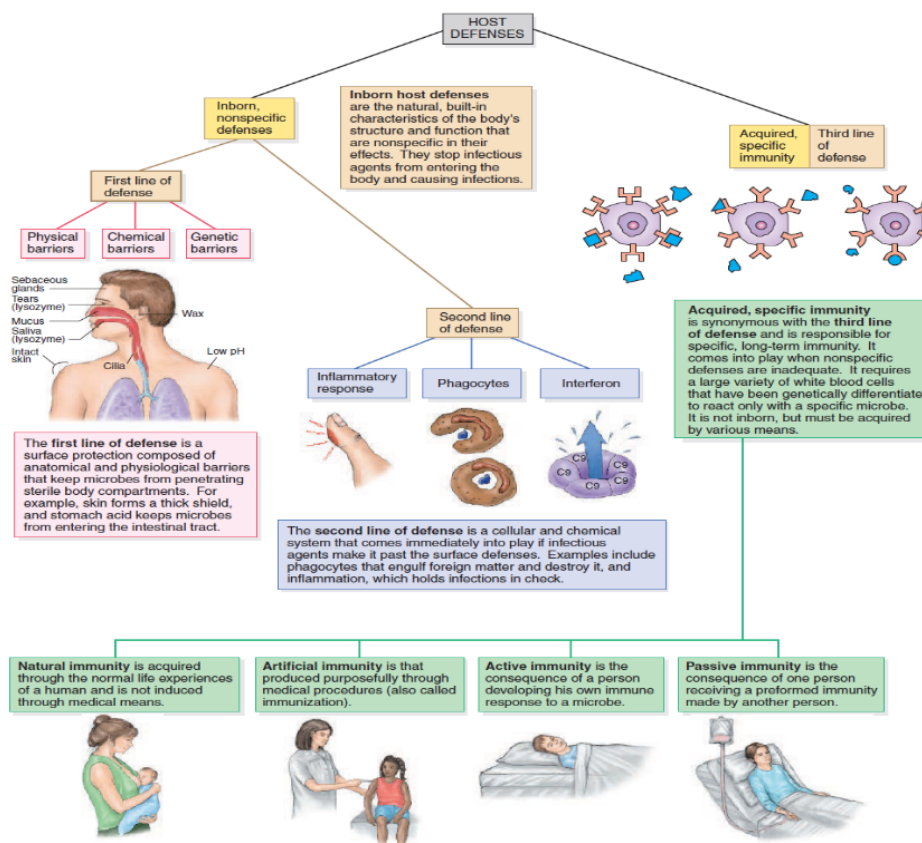 HOST
DEFENSES
Inborn,
nonspecific
defenses
Inborn host defenses
are the natural, built-in
characteristics of the body's
structure and function that
are nonspecific in their
effects. They stop infectious
agents from entering the
body and causing infections.
Acquired,
specific
immunity
Third line
of
defense
First line of
defense
Physical
barriers
Chemical
barriers
Genetic
barriers
Sebaceous
glands
Tears
(lysozyme)
Mucus
Saliva
(lysozyme)
Intact
skin
Wax
Cilia
Low pH
Second line
of defense
Inflammatory
response
Phagocytes
Interferon
C9
C9
C9
C9
C9
The first line of defense is a
surface protection composed of
anatomical and physiological barriers
that keep microbes from penetrating
sterile body compartments. For
example, skin forms a thick shield,
and stomach acid keeps microbes
from entering the intestinal tract.
The second line of defense is a cellular and chemical
system that comes immediately into play if infectious
agents make it past the surface defenses. Examples include
phagocytes that engulf foreign matter and destroy it, and
inflammation, which holds infections in check.
Acquired, specific immunity
is synonymous with the third line
of defense and is responsible for
specific, long-term immunity. It
comes into play when nonspecific
defenses are inadequate. It requires
a large variety of white blood cells
that have been genetically differentiate
to react only with a specific microbe.
It is not inborn, but must be acquired
by various means.
Natural immunity is acquired
through the normal life experiences
of a human and is not induced
through medical means.
Artificial immunity is that
produced purposefully through
medical procedures (also called
immunization).
Active immunity is the
consequence of a person
developing his own immune
response to a microbe.
Passive immunity is the
consequence of one person
receiving a preformed immunity
made by another person.